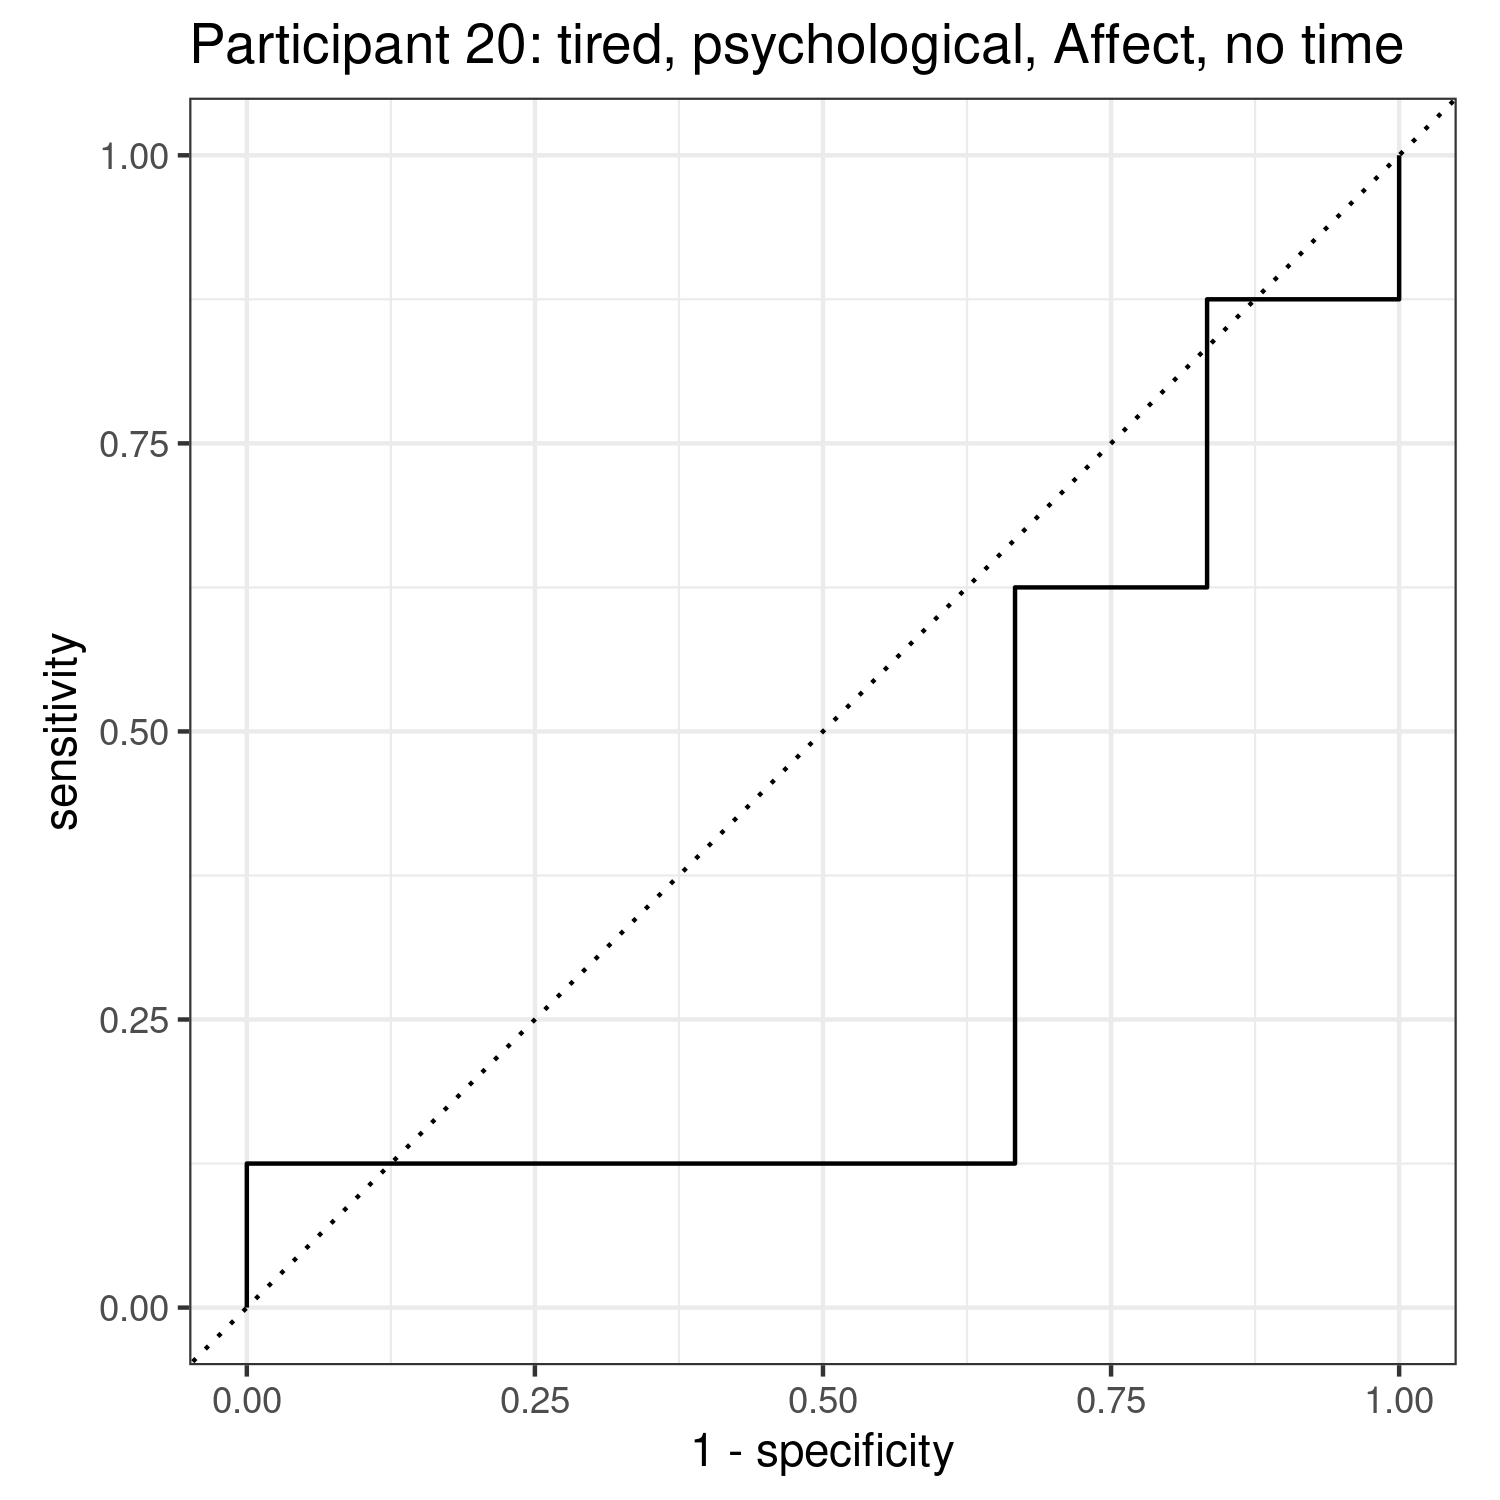 Participant 20: tired, psychological, Affect, no time
1.00
0.75
0.50
0.25
0.00
sensitivity
0.00 0.25 0.50 0.75 1.00
1 - specificity